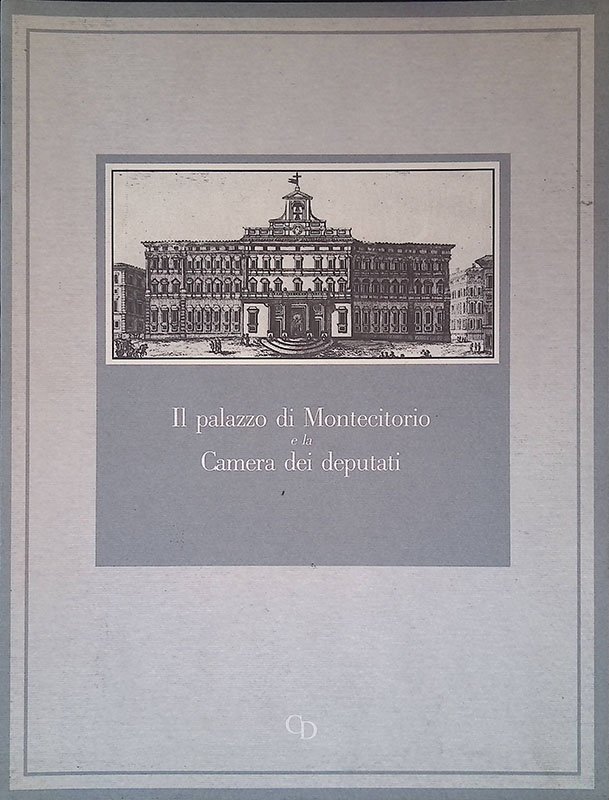 Il palazzo di Montecitorio
e la
Camera dei deputati
CD